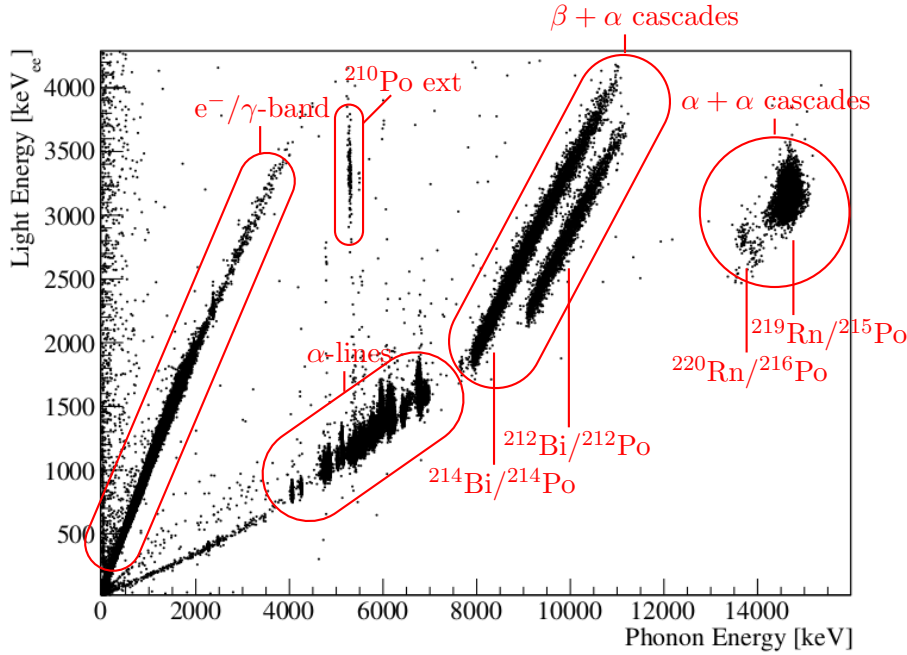 β + α cascades
²¹⁰Po ext
α + α cascades
e⁻/γ-band
α-lines
²¹⁹Rn/²¹⁵Po
²²⁰Rn/²¹⁶Po
²¹²Bi/²¹²Po
²¹⁴Bi/²¹⁴Po
Light Energy [keVₑₑ]
4000
3500
3000
2500
2000
1500
1000
500
0 2000 4000 6000 8000 10000 12000 14000
Phonon Energy [keV]